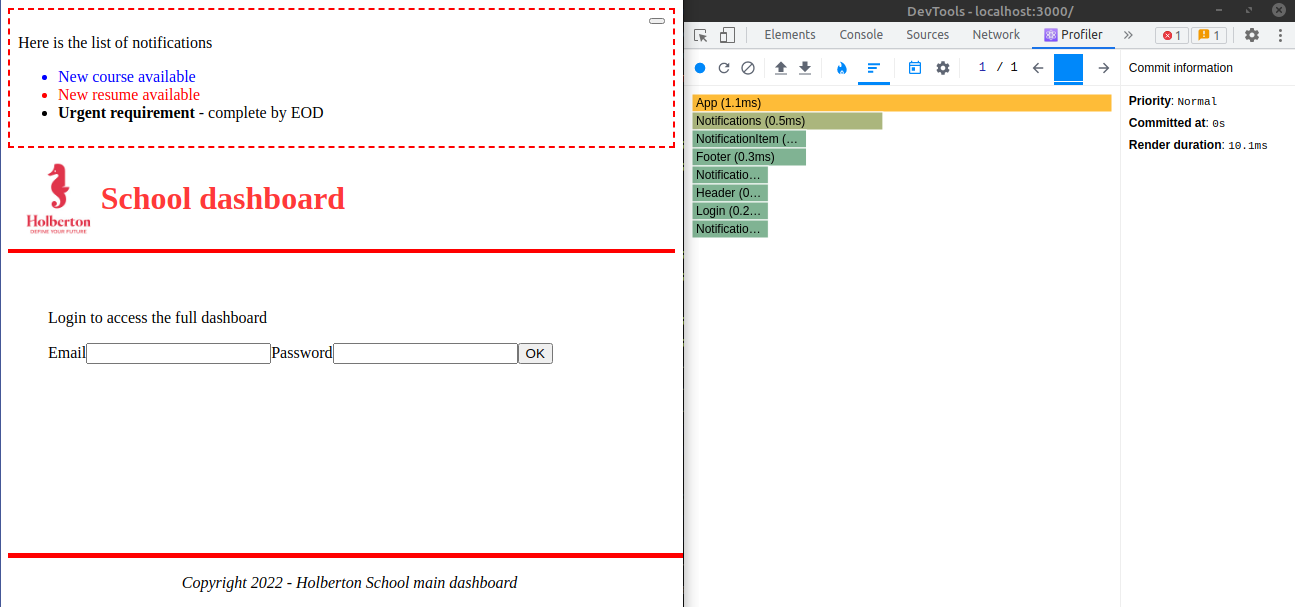 Here is the list of notifications
New course available
New resume available
Urgent requirement - complete by EOD
Holberton
DEFINE YOUR FUTURE
School dashboard
Login to access the full dashboard
Email Password OK
Copyright 2022 - Holberton School main dashboard
DevTools - localhost:3000/
Elements Console Sources Network Profiler » 1 1
1 / 1 Commit information
App (1.1ms)
Notifications (0.5ms)
NotificationItem (…
Footer (0.3ms)
Notificatio…
Header (0…
Login (0.2…
Notificatio…
Priority: Normal
Committed at: 0s
Render duration: 10.1ms